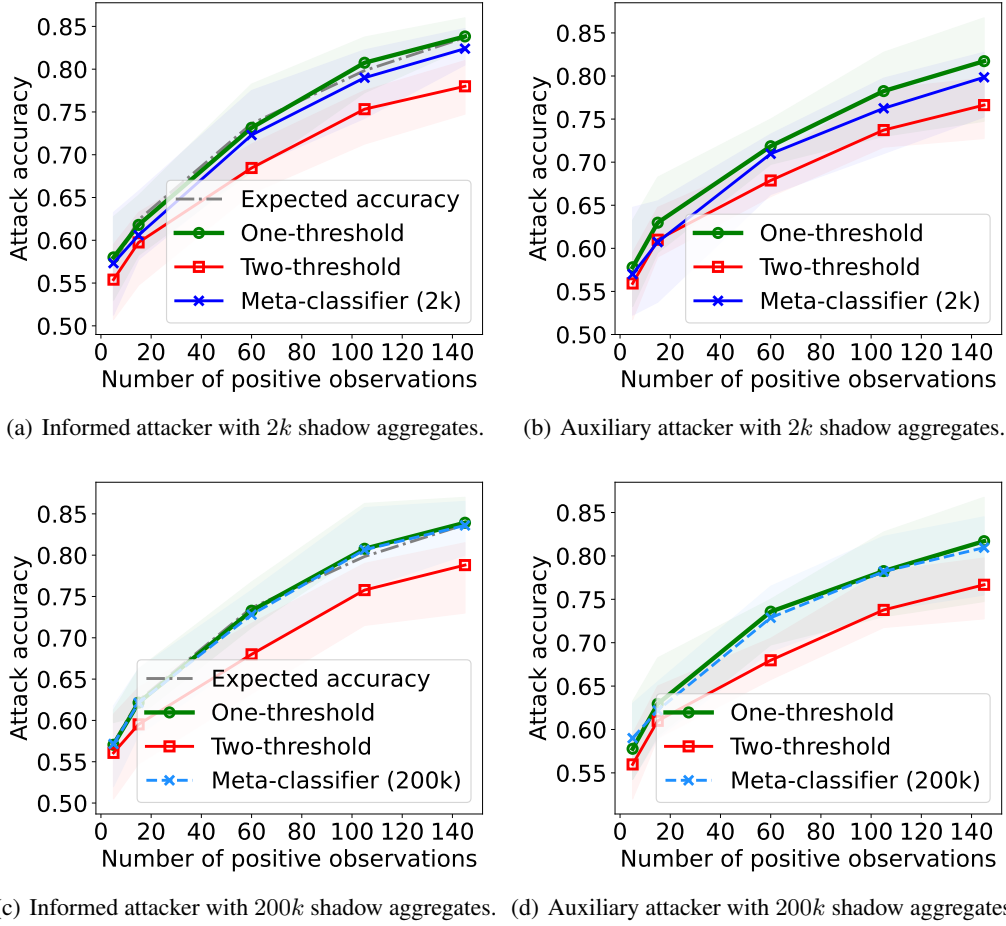 0.85
0.80
0.75
0.70
0.65
0.60
0.55
0.50
Attack accuracy
Expected accuracy
One-threshold
Two-threshold
Meta-classifier (2k)
0 20 40 60 80 100 120 140
Number of positive observations
(a) Informed attacker with 2k shadow aggregates.
0.85
0.80
0.75
0.70
0.65
0.60
0.55
0.50
Attack accuracy
One-threshold
Two-threshold
Meta-classifier (2k)
0 20 40 60 80 100 120 140
Number of positive observations
(b) Auxiliary attacker with 2k shadow aggregates.
0.85
0.80
0.75
0.70
0.65
0.60
0.55
0.50
Attack accuracy
Expected accuracy
One-threshold
Two-threshold
Meta-classifier (200k)
0 20 40 60 80 100 120 140
Number of positive observations
c) Informed attacker with 200k shadow aggregates.
0.85
0.80
0.75
0.70
0.65
0.60
0.55
Attack accuracy
One-threshold
Two-threshold
Meta-classifier (200k)
0 20 40 60 80 100 120 140
Number of positive observations
(d) Auxiliary attacker with 200k shadow aggregates